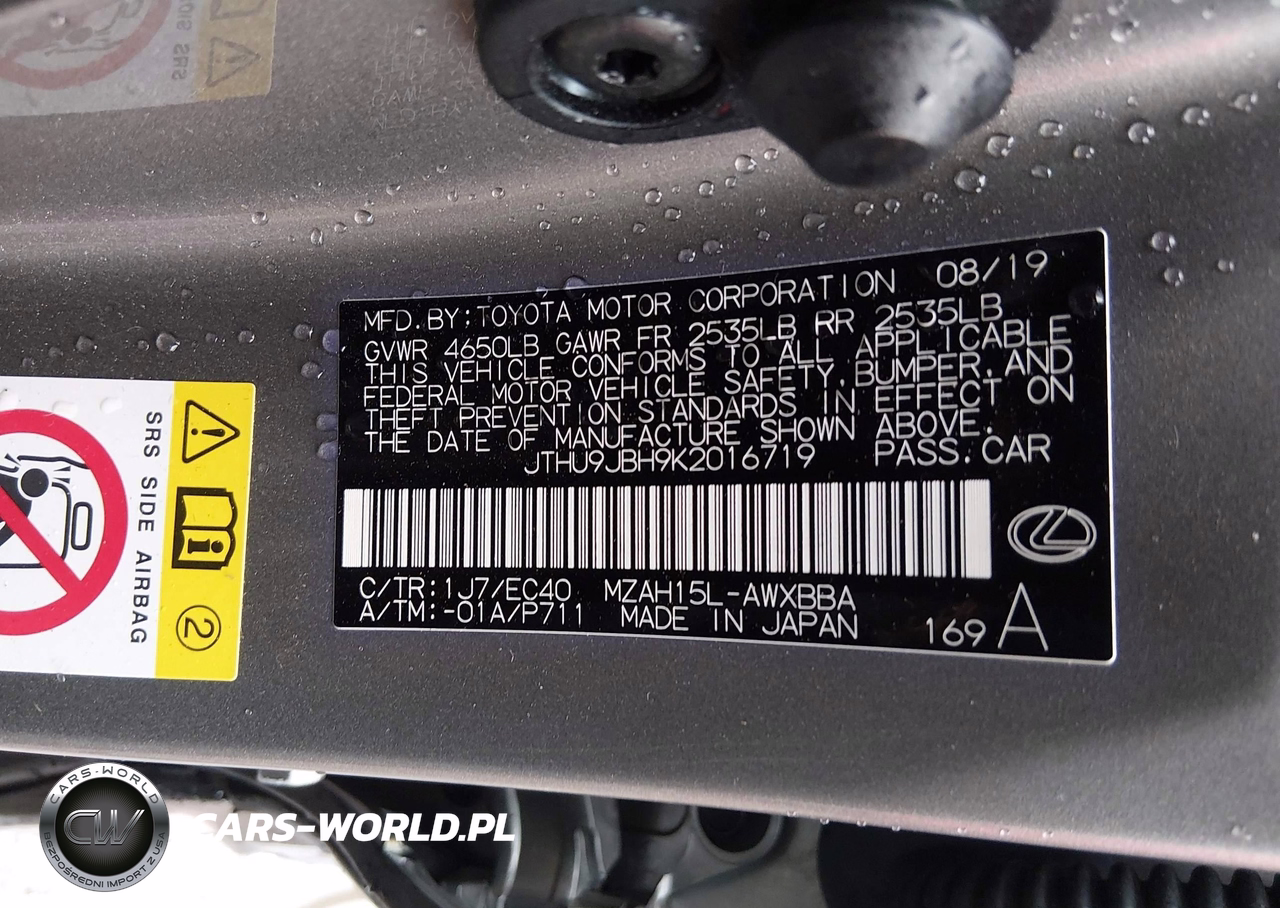 MFD.BY:TOYOTA MOTOR CORPORATION 08/19
GVWR 4650LB GAWR FR 2535LB RR 2535LB
THIS VEHICLE CONFORMS TO ALL APPLICABLE
FEDERAL MOTOR VEHICLE SAFETY,BUMPER,AND
THEFT PREVENTION STANDARDS IN EFFECT ON
THE DATE OF MANUFACTURE SHOWN ABOVE.
JTHU9JBH9K2016719 PASS.CAR
C/TR:1J7/EC40 MZAH15L-AWXBBA
A/TM:-01A/P711 MADE IN JAPAN
169 A
SRS SIDE AIRBAG
2
CARS-WORLD
CW
BEZPOŚREDNI IMPORT Z USA
CARS-WORLD.PL